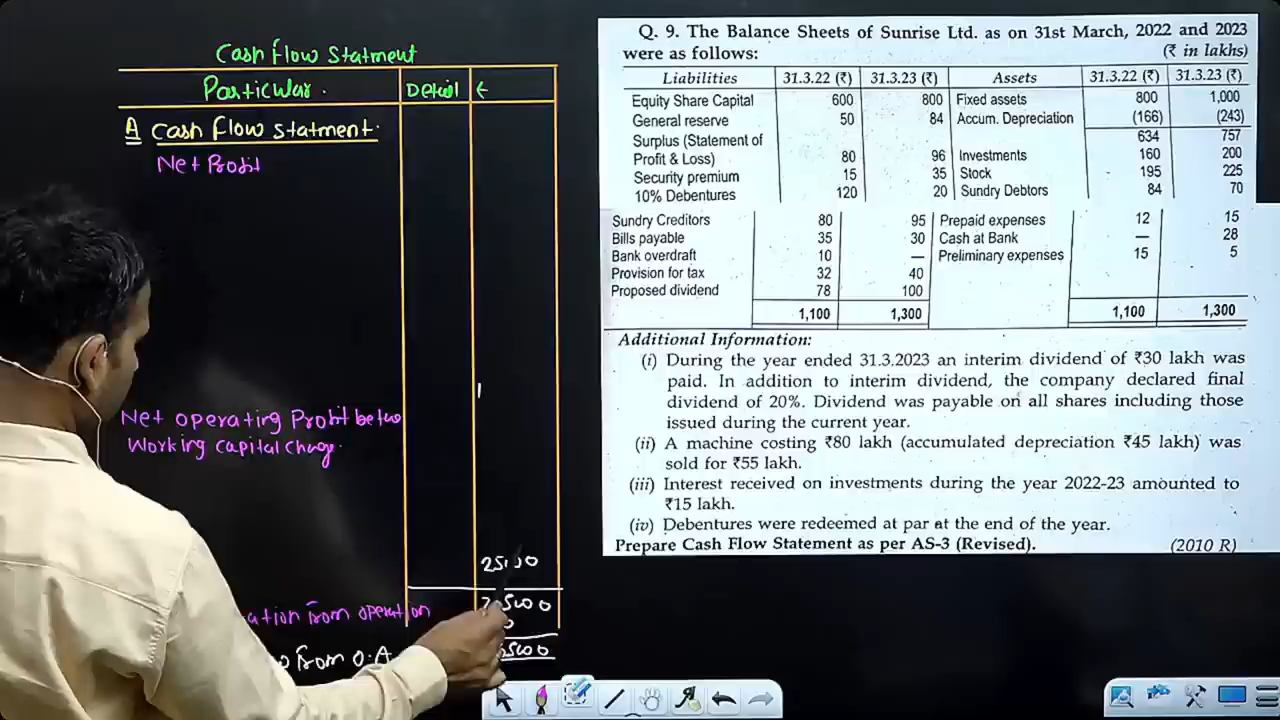 Cash flow Statment
Particular. Detail ₹
A Cash flow statment.
Net Profit
Net operating Profit before
Working capital Change.
25000
ation from operation
from O.A
Q. 9. The Balance Sheets of Sunrise Ltd. as on 31st March, 2022 and 2023
were as follows: (₹ in lakhs)
Liabilities 31.3.22 (₹) 31.3.23 (₹) Assets 31.3.22 (₹) 31.3.23 (₹)
Equity Share Capital 600 800 Fixed assets 800 1,000
General reserve 50 84 Accum. Depreciation (166) (243)
Surplus (Statement of 634 757
Profit & Loss) 80 96 Investments 160 200
Security premium 15 35 Stock 195 225
10% Debentures 120 20 Sundry Debtors 84 70
Sundry Creditors 80 95 Prepaid expenses 12 15
Bills payable 35 30 Cash at Bank — 28
Bank overdraft 10 — Preliminary expenses 15 5
Provision for tax 32 40
Proposed dividend 78 100
1,100 1,300 1,100 1,300
Additional Information:
(i) During the year ended 31.3.2023 an interim dividend of ₹30 lakh was
paid. In addition to interim dividend, the company declared final
dividend of 20%. Dividend was payable on all shares including those
issued during the current year.
(ii) A machine costing ₹80 lakh (accumulated depreciation ₹45 lakh) was
sold for ₹55 lakh.
(iii) Interest received on investments during the year 2022-23 amounted to
₹15 lakh.
(iv) Debentures were redeemed at par at the end of the year.
Prepare Cash Flow Statement as per AS-3 (Revised). (2010 R)